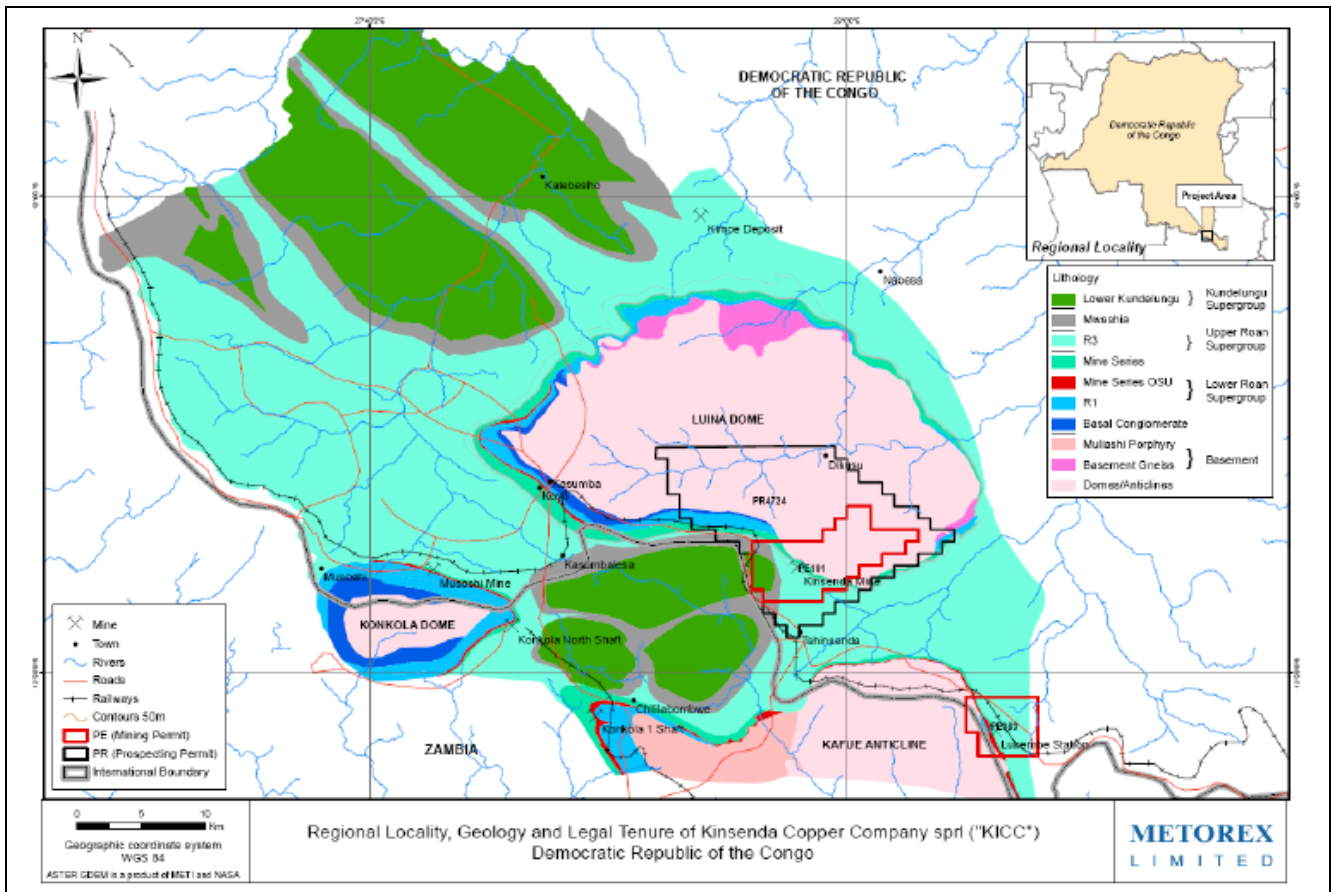 N
DEMOCRATIC REPUBLIC
OF THE CONGO
Democratic Republic
of the Congo
Project Area
Regional Locality
Katebasho
Kimpe Deposit
Lithology
Lower Kundelungu } Kundelungu
Supergroup
Mwashia
R3 } Upper Roan
Supergroup
Mine Series
Mine Series OSU } Lower Roan
Supergroup
R1
Basal Conglomerate
Muliashi Porphyry
Basement Gneiss } Basement
Domes/Anticlines
LUINA DOME
PR4724
Kasumba
Kasumbalesa
PE101
Kinsenda Mine
Musoshi
Musoshi Mine
KONKOLA DOME
Konkola North Shaft
Tshinsenda
Chililabombwe
Konkola 1 Shaft
ZAMBIA
KAFUE ANTICLINE
Lubembe Station
Mine
Town
Rivers
Roads
Railways
Contours 50m
PE (Mining Permit)
PR (Prospecting Permit)
International Boundary
0 5 10
Km
Geographic coordinate system
WGS 84
ASTER GDEM is a product of METI and NASA
Regional Locality, Geology and Legal Tenure of Kinsenda Copper Company sprl ("KICC")
Democratic Republic of the Congo
METOREX
LIMITED